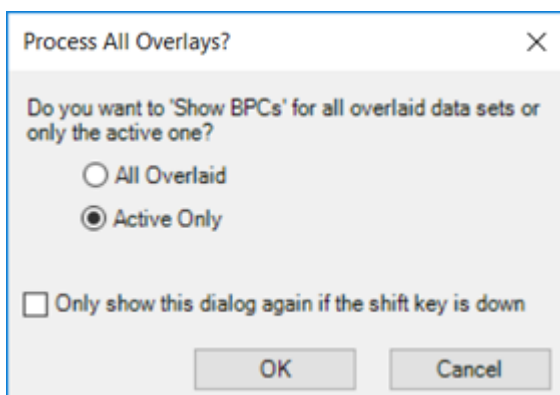 Process All Overlays?
Do you want to 'Show BPCs' for all overlaid data sets or
only the active one?
All Overlaid
Active Only
Only show this dialog again if the shift key is down
OK
Cancel